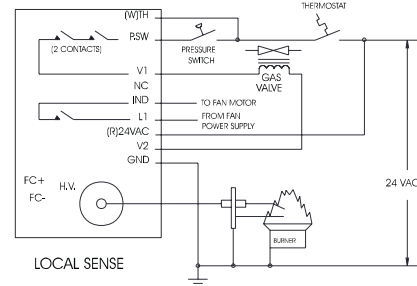 THERMOSTAT
(W)TH
P.SW
(2 CONTACTS)
PRESSURE
SWITCH
V1
GAS
VALVE
NC
IND
TO FAN MOTOR
L1
FROM FAN
POWER SUPPLY
(R)24VAC
V2
GND
24 VAC
FC+
FC-
H.V.
BURNER
LOCAL SENSE